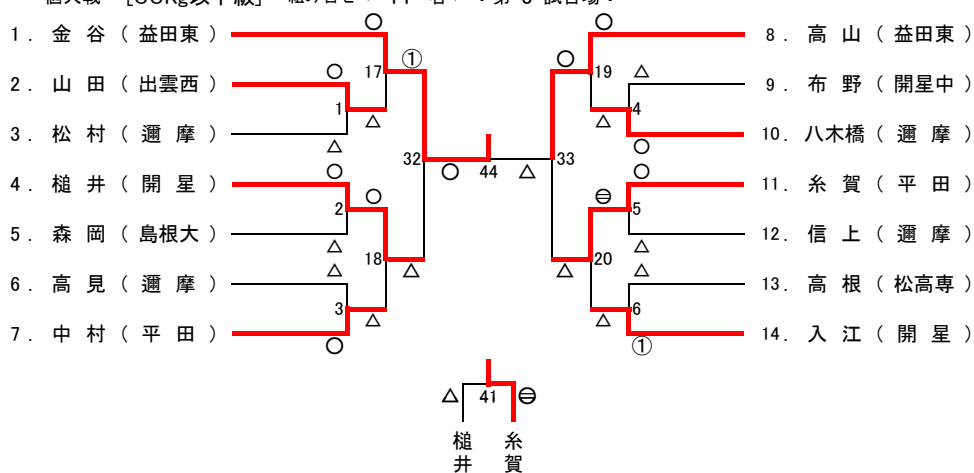 1. 金 谷 ( 益田東 )
2. 山 田 ( 出雲西 )
3. 松 村 ( 邇 摩 )
4. 槌 井 ( 開 星 )
5. 森 岡 ( 島根大 )
6. 高 見 ( 邇 摩 )
7. 中 村 ( 平 田 )
○
①
17
○
1
△
△
32
○
○
2
18
△
△
△
3
△
○
○ 44 △
○
○
19
△
4
△
○
33
⊖
○
5
△
△
20
△
△
6
①
8. 高 山 ( 益田東 )
9. 布 野 ( 開星中 )
10. 八木橋 ( 邇 摩 )
11. 糸 賀 ( 平 田 )
12. 信 上 ( 邇 摩 )
13. 高 根 ( 松高専 )
14. 入 江 ( 開 星 )
△ 41 ⊖
槌井
糸賀